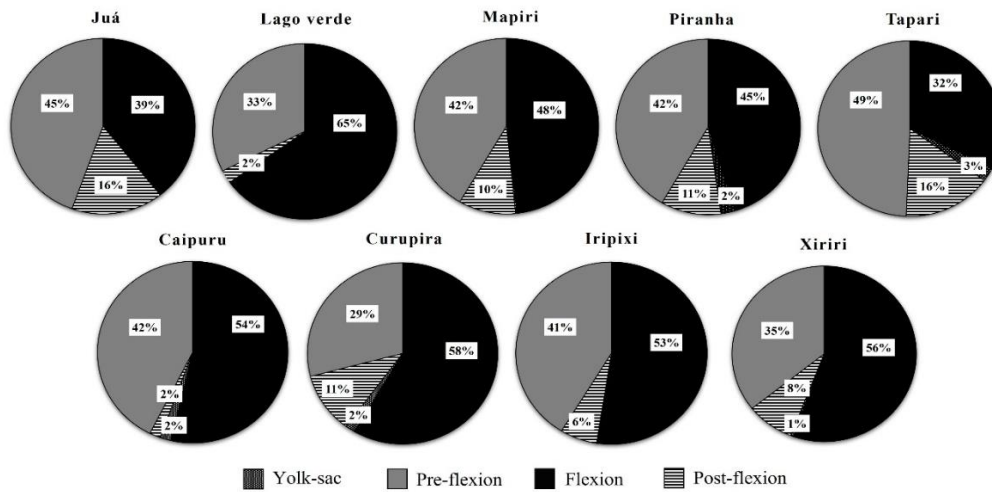 Juá
Lago verde
Mapiri
Piranha
Tapari
45%
39%
16%
33%
65%
2%
42%
48%
10%
42%
45%
11%
2%
49%
32%
3%
16%
Caipuru
Curupira
Iripixi
Xiriri
42%
54%
2%
2%
29%
58%
11%
2%
41%
53%
6%
35%
56%
8%
1%
Yolk-sac
Pre-flexion
Flexion
Post-flexion